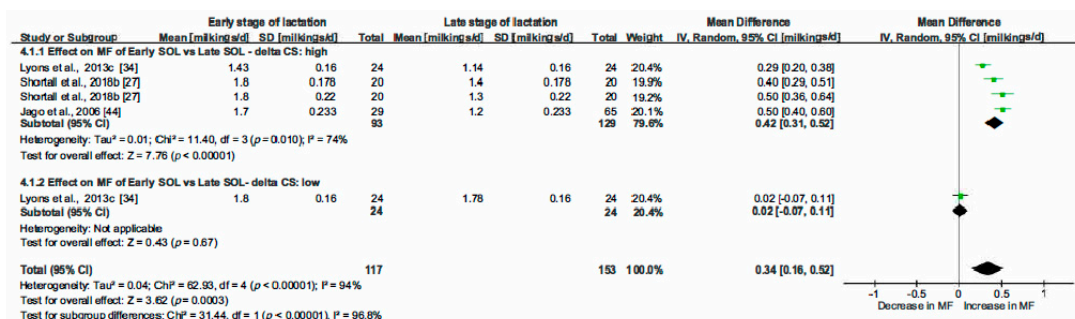 Early stage of lactation Late stage of lactation Mean Difference Mean Difference
Study or Subgroup Mean [milkings/d] SD [milkings/d] Total Mean [milkings/d] SD [milkings/d] Total Weight IV, Random, 95% CI [milkings/d] IV, Random, 95% CI [milkings/d]
4.1.1 Effect on MF of Early SOL vs Late SOL - delta CS: high
Lyons et al., 2013c [34] 1.43 0.16 24 1.14 0.16 24 20.4% 0.29 [0.20, 0.38]
Shortall et al., 2018b [27] 1.8 0.178 20 1.4 0.178 20 19.9% 0.40 [0.29, 0.51]
Shortall et al., 2018b [27] 1.8 0.22 20 1.3 0.22 20 19.2% 0.50 [0.36, 0.64]
Jago et al., 2006 [44] 1.7 0.233 29 1.2 0.233 65 20.1% 0.50 [0.40, 0.60]
Subtotal (95% CI) 93 129 79.6% 0.42 [0.31, 0.52]
Heterogeneity: Tau² = 0.01; Chi² = 11.40, df = 3 (p = 0.010); I² = 74%
Test for overall effect: Z = 7.76 (p < 0.00001)
4.1.2 Effect on MF of Early SOL vs Late SOL- delta CS: low
Lyons et al., 2013c [34] 1.8 0.16 24 1.78 0.16 24 20.4% 0.02 [-0.07, 0.11]
Subtotal (95% CI) 24 24 20.4% 0.02 [-0.07, 0.11]
Heterogeneity: Not applicable
Test for overall effect: Z = 0.43 (p = 0.67)
Total (95% CI) 117 153 100.0% 0.34 [0.16, 0.52]
Heterogeneity: Tau² = 0.04; Chi² = 62.93, df = 4 (p < 0.00001); I² = 94%
Test for overall effect: Z = 3.62 (p = 0.0003)
Test for subgroup differences: Chi² = 31.44, df = 1 (p < 0.00001), I² = 96.8%
-1 -0.5 0 0.5 1
Decrease in MF Increase in MF